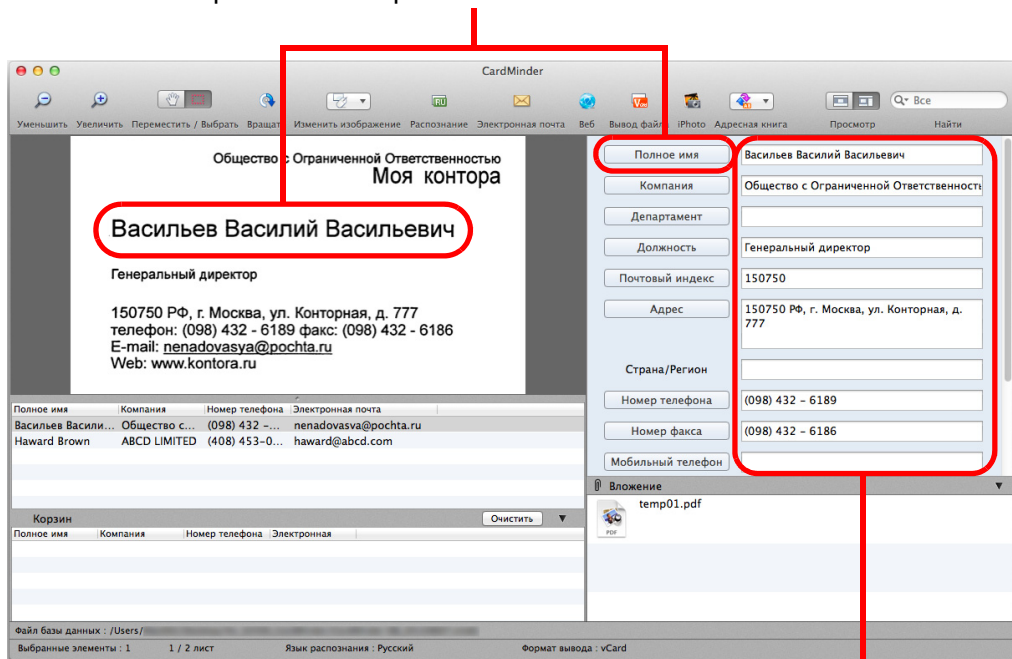 CardMinder
Все
Уменьшить Увеличить Переместить / Выбрать Вращать Изменить изображение Распознание Электронная почта Веб Вывод файла iPhoto Адресная книга Просмотр Найти
Общество с Ограниченной Ответственностью
Моя контора
Васильев Василий Васильевич
Генеральный директор
150750 РФ, г. Москва, ул. Конторная, д. 777
телефон: (098) 432 - 6189 факс: (098) 432 - 6186
E-mail: nenadovasya@pochta.ru
Web: www.kontora.ru
Полное имя Васильев Василий Васильевич
Компания Общество с Ограниченной Ответственность
Департамент
Должность Генеральный директор
Почтовый индекс 150750
Адрес 150750 РФ, г. Москва, ул. Конторная, д.
777
Страна/Регион
Номер телефона (098) 432 – 6189
Номер факса (098) 432 – 6186
Мобильный телефон
Полное имя Компания Номер телефона Электронная почта
Васильев Васили... Общество с... (098) 432 –... nenadovasva@pochta.ru
Haward Brown ABCD LIMITED (408) 453–0... haward@abcd.com
Корзин Очистить
Полное имя Компания Номер телефона Электронная
Вложение
temp01.pdf
PDF
Файл базы данных : /Users/
Выбранные элементы : 1 1 / 2 лист Язык распознания : Русский Формат вывода : vCard